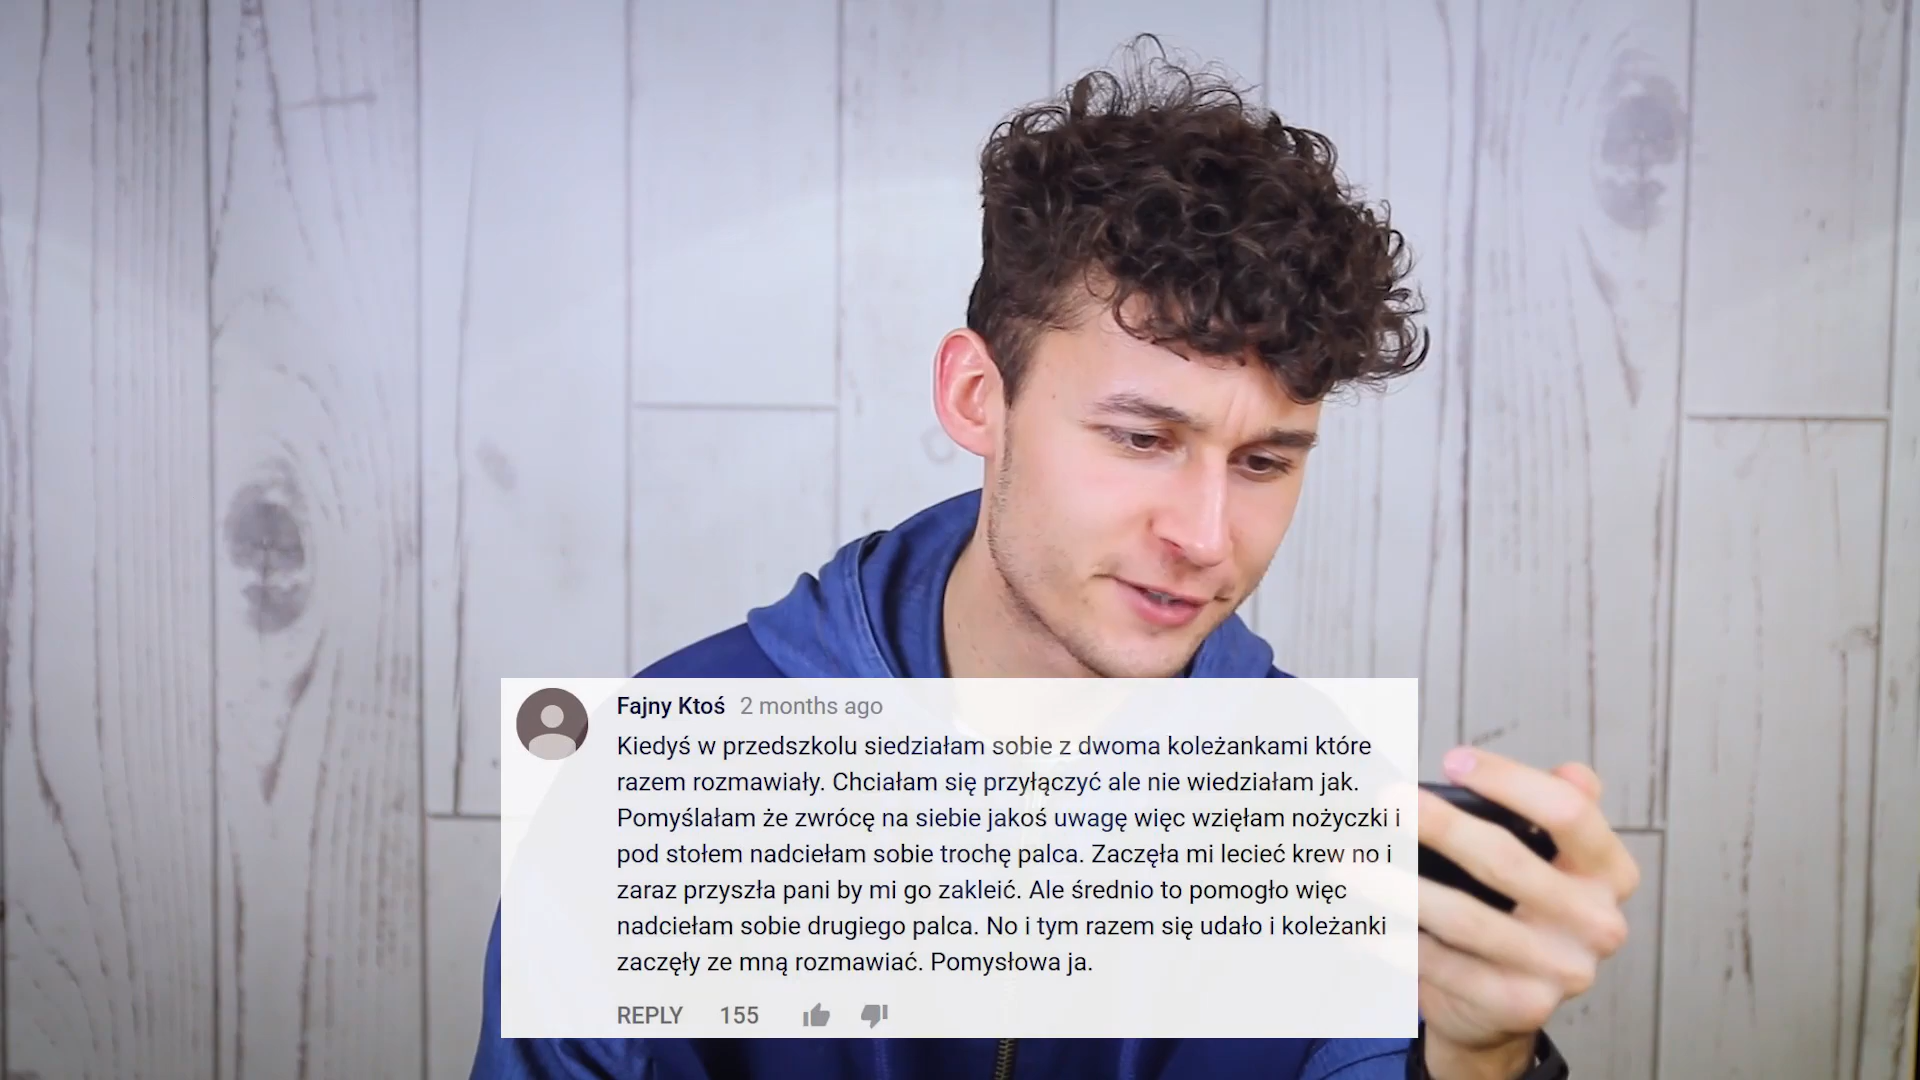 Fajny Ktoś 2 months ago
Kiedyś w przedszkolu siedziałam sobie z dwoma koleżankami które
razem rozmawiały. Chciałam się przyłączyć ale nie wiedziałam jak.
Pomyślałam że zwrócę na siebie jakoś uwagę więc wzięłam nożyczki i
pod stołem nadciełam sobie trochę palca. Zaczęła mi lecieć krew no i
zaraz przyszła pani by mi go zakleić. Ale średnio to pomogło więc
nadciełam sobie drugiego palca. No i tym razem się udało i koleżanki
zaczęły ze mną rozmawiać. Pomysłowa ja.
REPLY 155